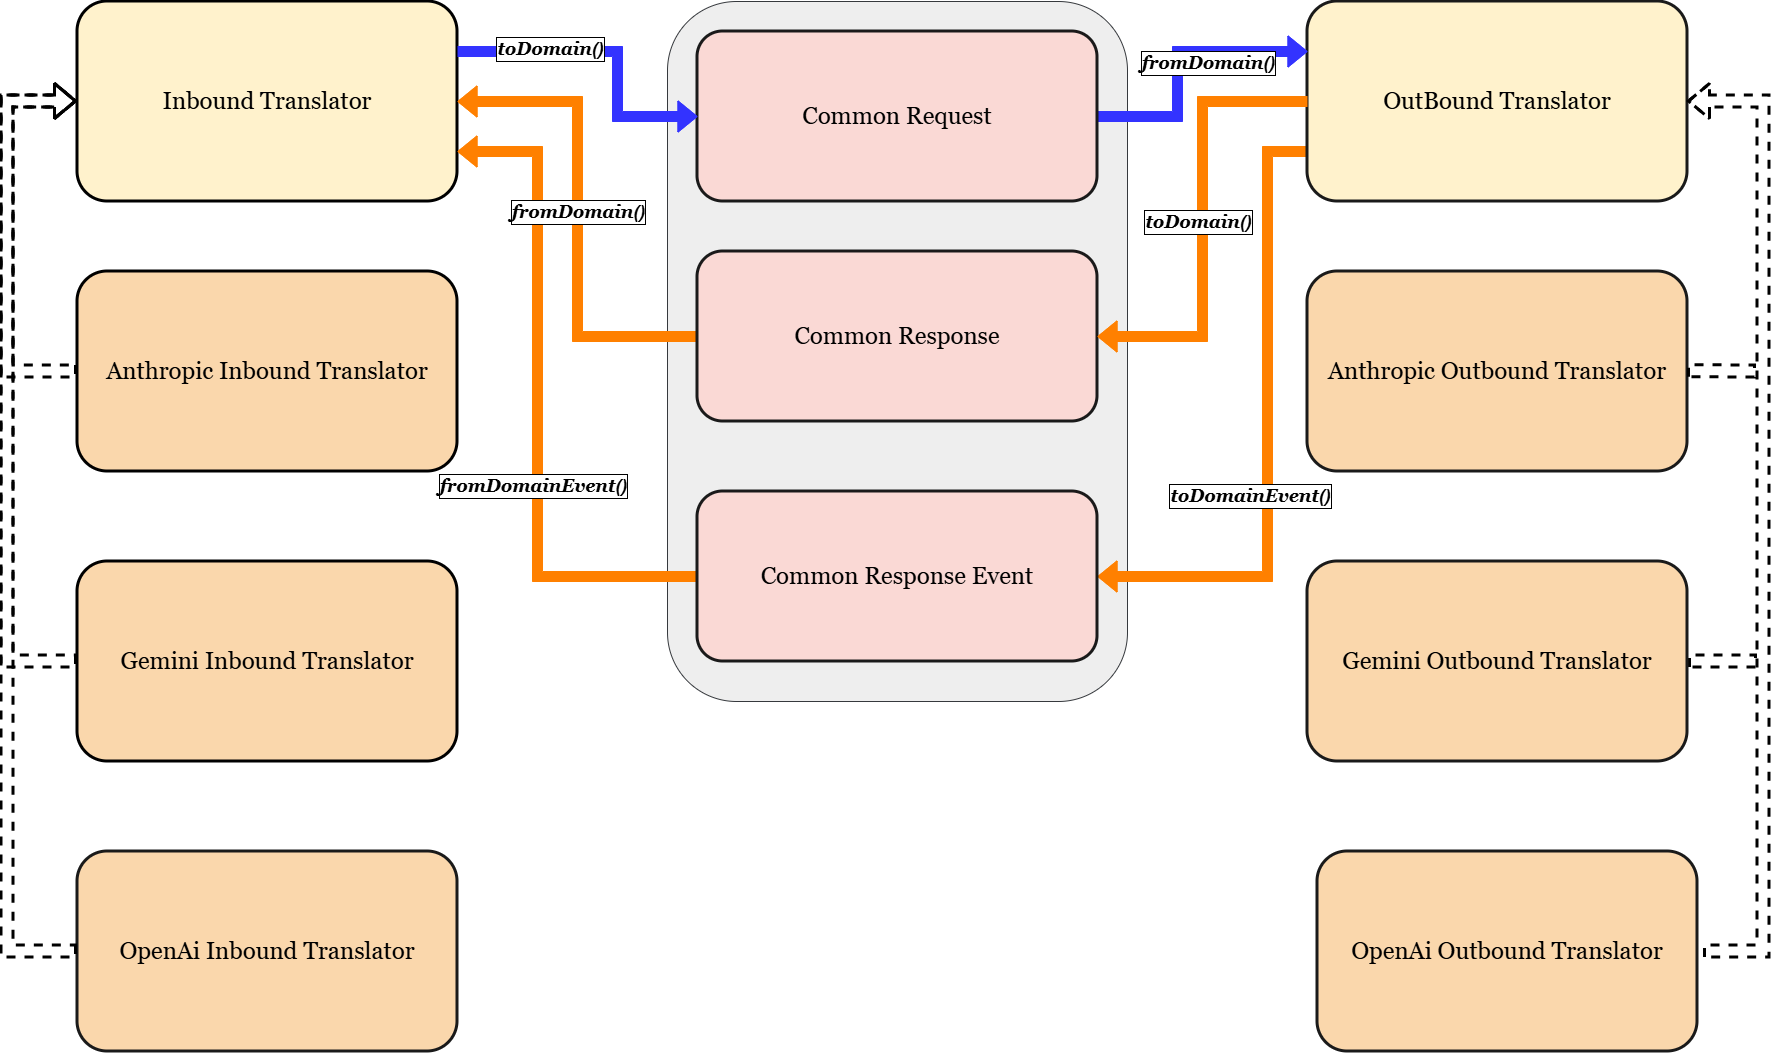 Inbound Translator
toDomain()
Common Request
fromDomain()
OutBound Translator
fromDomain()
toDomain()
Common Response
Anthropic Inbound Translator
Anthropic Outbound Translator
fromDomainEvent()
toDomainEvent()
Common Response Event
Gemini Inbound Translator
Gemini Outbound Translator
OpenAi Inbound Translator
OpenAi Outbound Translator